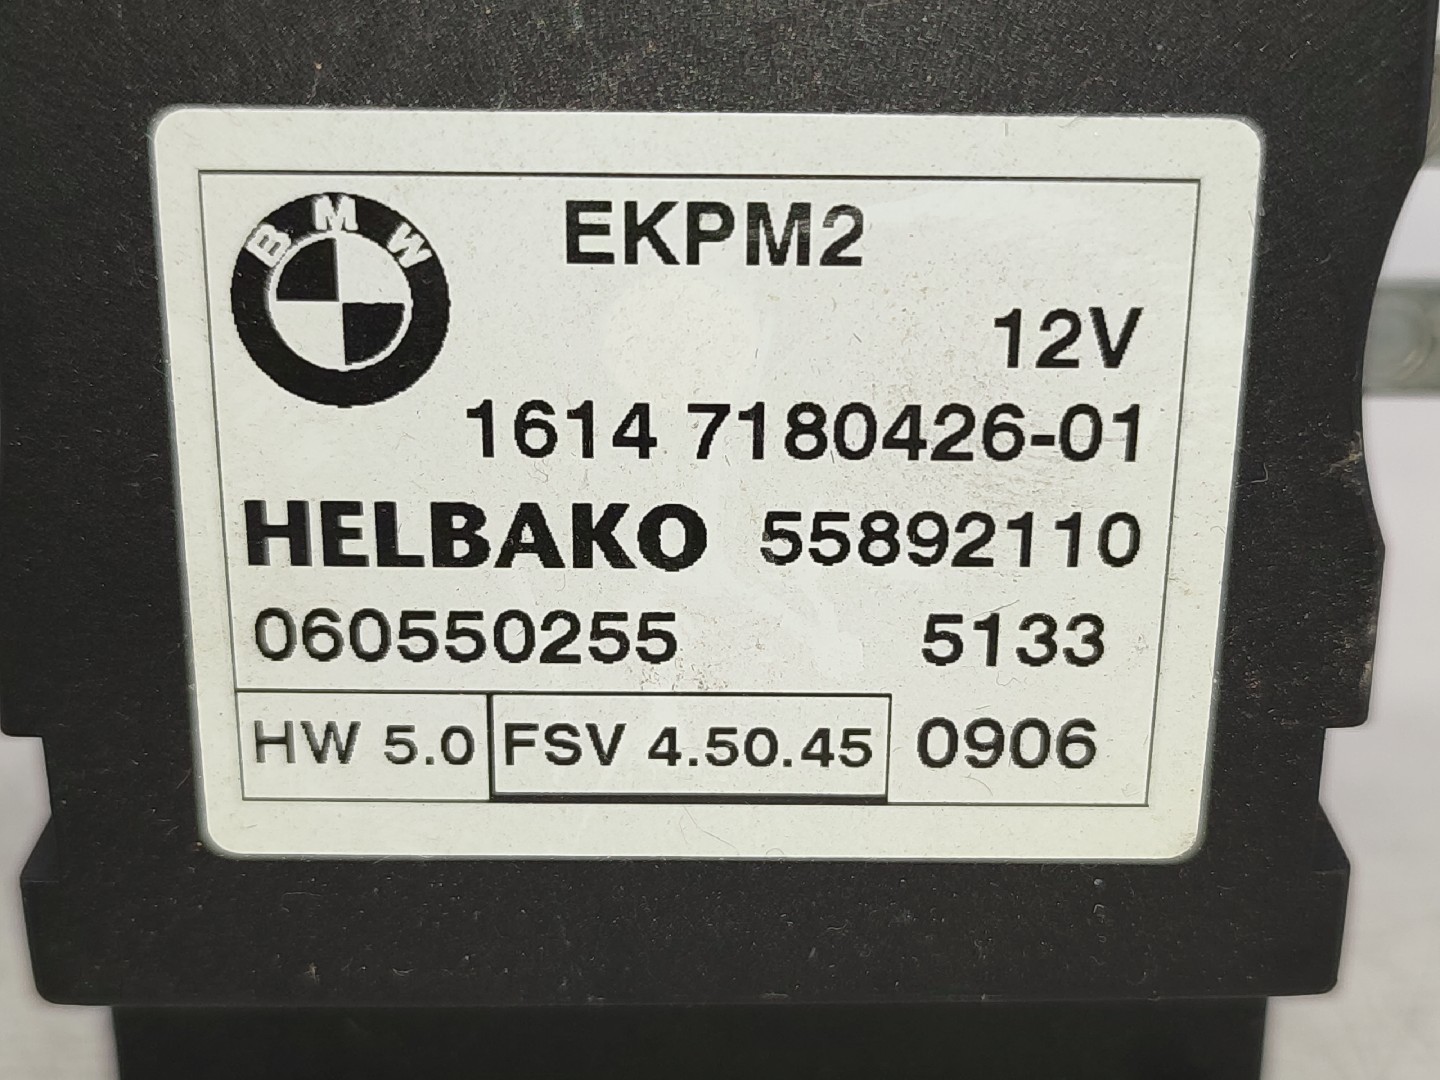 BMW
EKPM2
12V
1614 7180426-01
HELBAKO 55892110
060550255 5133
HW 5.0 FSV 4.50.45 0906